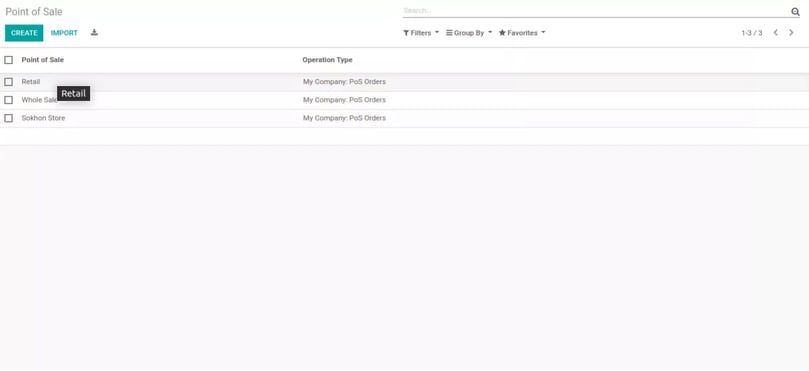 Point of Sale
Search...
CREATE IMPORT
Filters Group By Favorites 1-3 / 3
Point of Sale Operation Type
Retail My Company: PoS Orders
Retail
Whole Sale My Company: PoS Orders
Sokhon Store My Company: PoS Orders